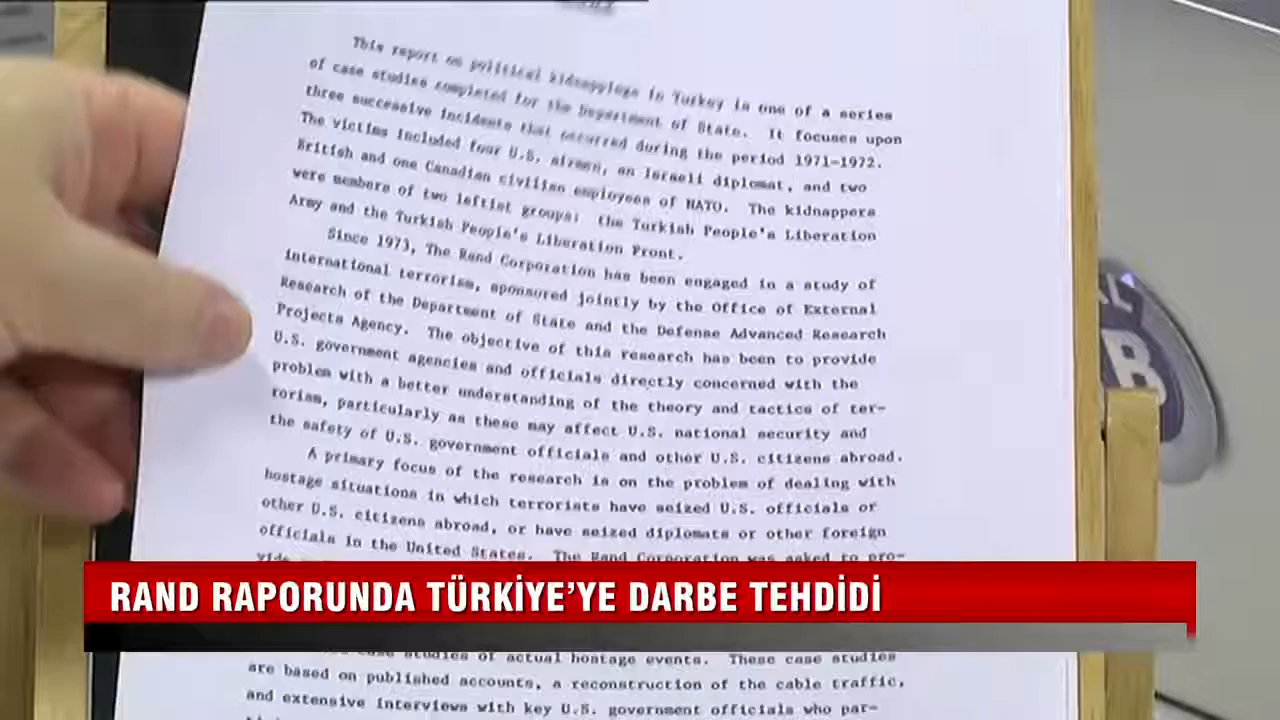 This report on political kidnappings in Turkey is one of a series
of case studies completed for the Department of State. It focuses upon
three successive incidents that occurred during the period 1971-1972.
The victims included four U.S. airmen, an Israeli diplomat, and two
British and one Canadian civilian employees of NATO. The kidnappers
were members of two leftist groups: the Turkish People's Liberation
Army and the Turkish People's Liberation Front.
Since 1973, The Rand Corporation has been engaged in a study of
international terrorism, sponsored jointly by the Office of External
Research of the Department of State and the Defense Advanced Research
Projects Agency. The objective of this research has been to provide
U.S. government agencies and officials directly concerned with the
problem with a better understanding of the theory and tactics of ter-
rorism, particularly as these may affect U.S. national security and
the safety of U.S. government officials and other U.S. citizens abroad.
A primary focus of the research is on the problem of dealing with
hostage situations in which terrorists have seized U.S. officials or
other U.S. citizens abroad, or have seized diplomats or other foreign
officials in the United States. The Rand Corporation was asked to pro-
RAND RAPORUNDA TÜRKİYE'YE DARBE TEHDİDİ
case studies of actual hostage events. These case studies
are based on published accounts, a reconstruction of the cable traffic,
and extensive interviews with key U.S. government officials who par-
B